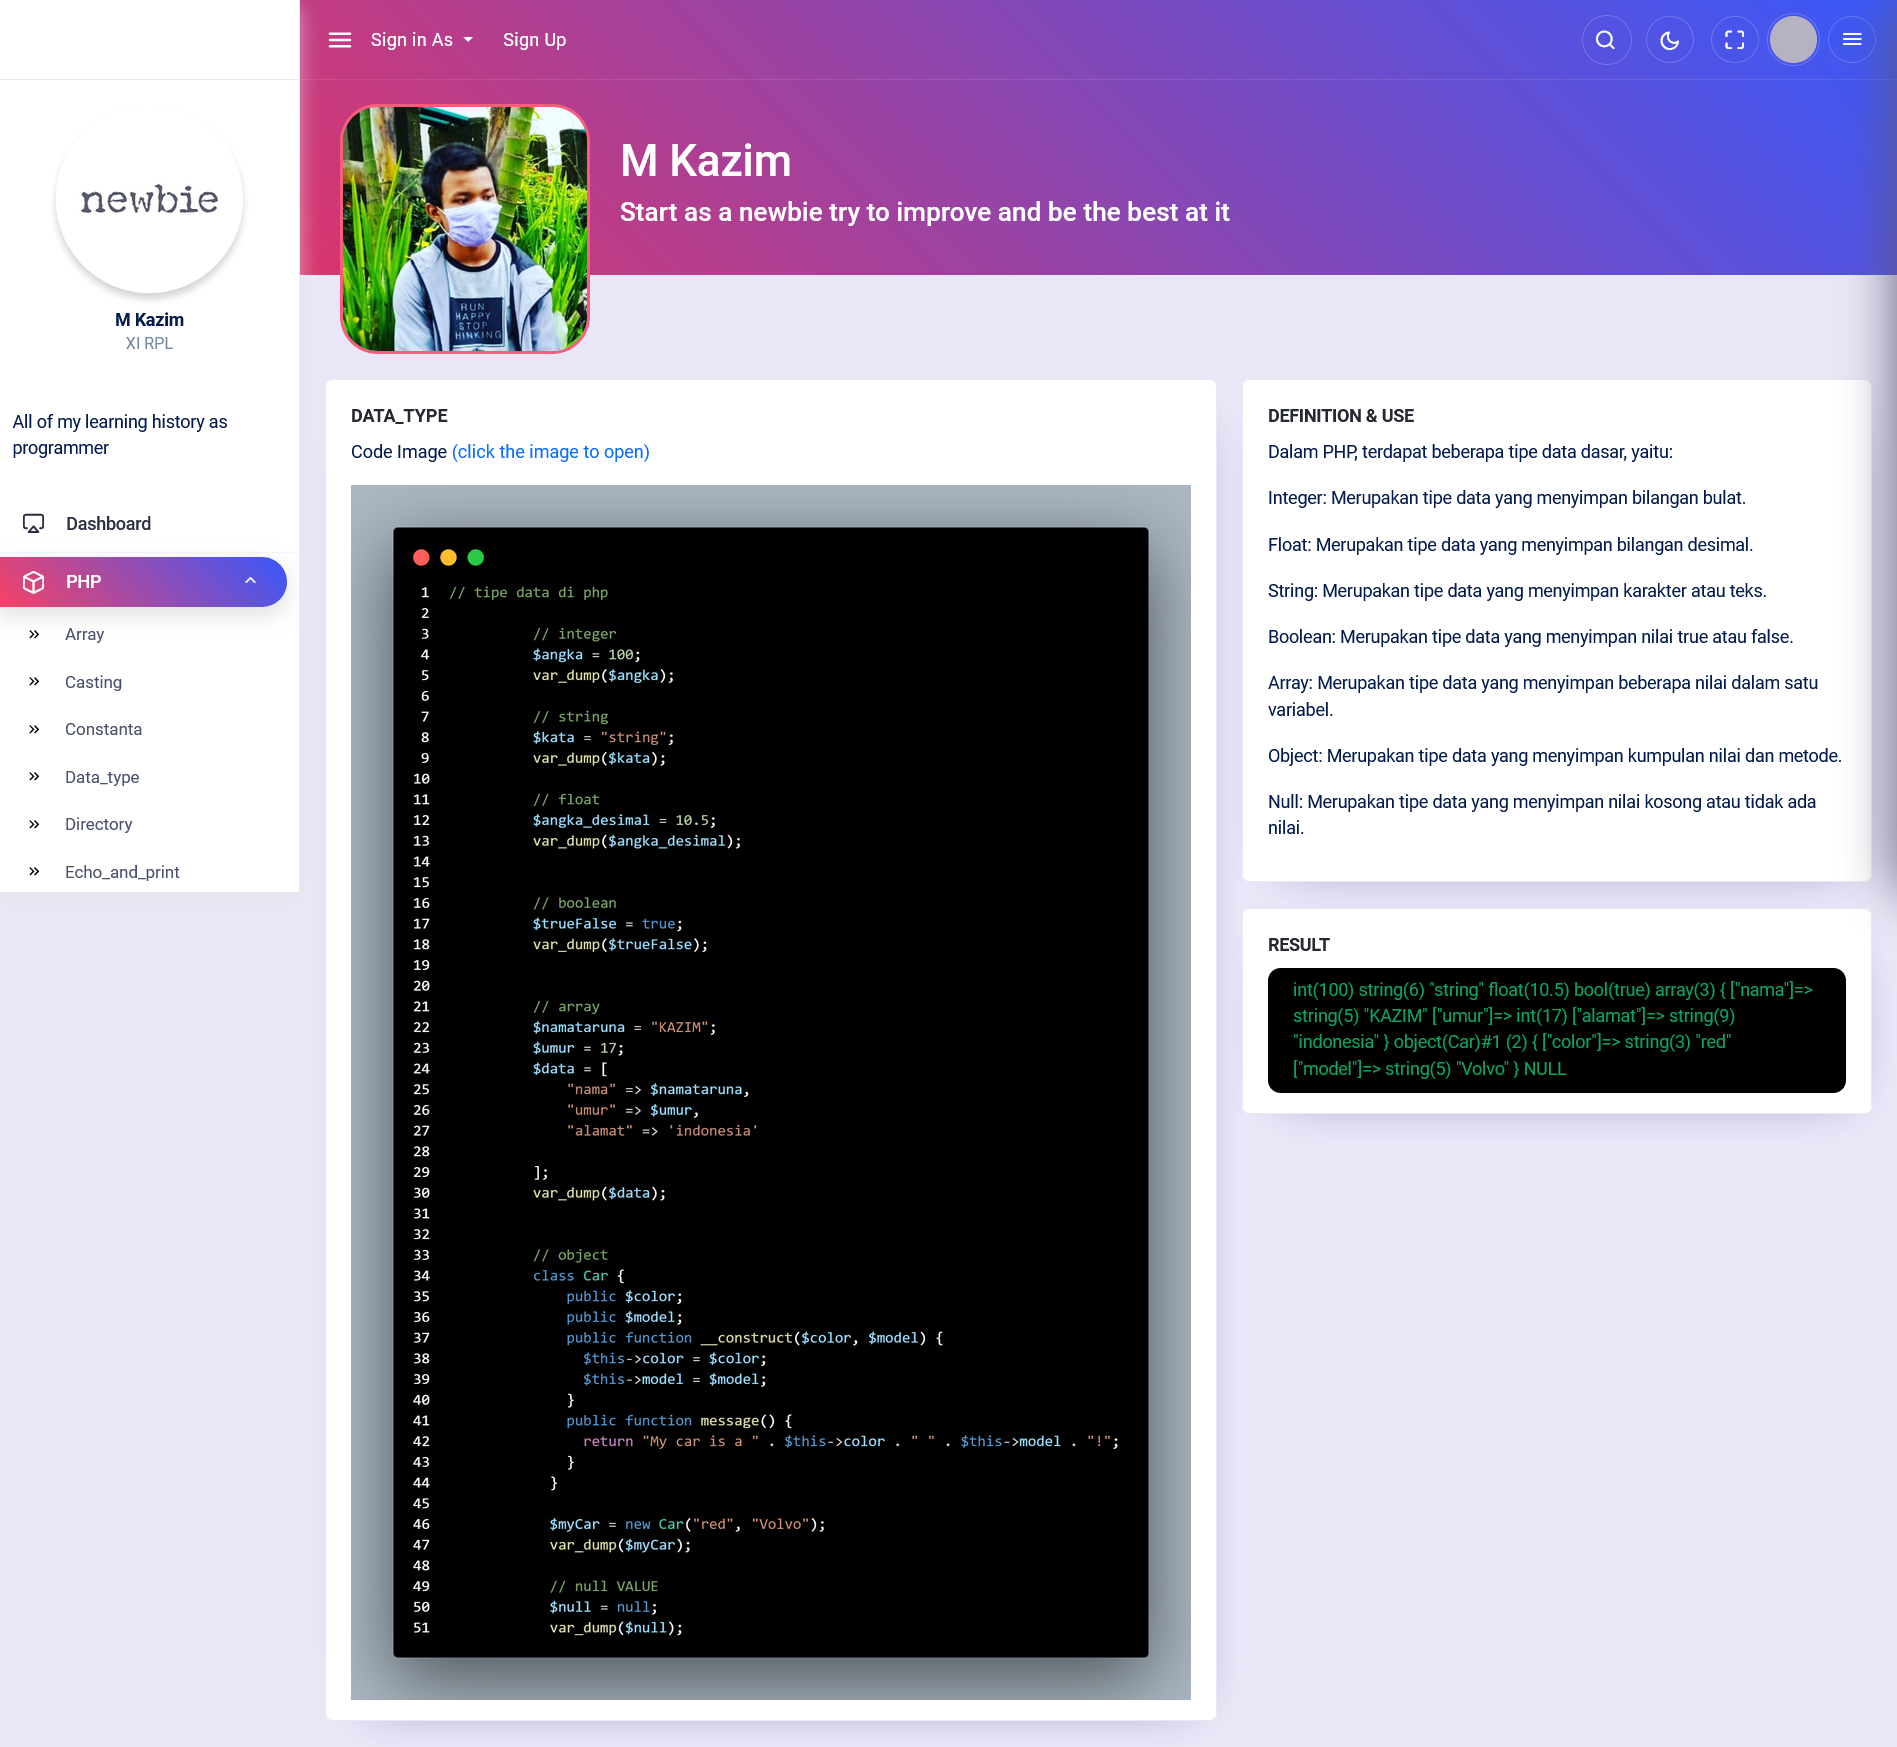 Sign in As
Sign Up
newbie
M Kazim
XI RPL
All of my learning history as
programmer
Dashboard
PHP
Array
Casting
Constanta
Data_type
Directory
Echo_and_print
M Kazim
Start as a newbie try to improve and be the best at it
RUN
HAPPY
STOP
THINKING
DATA_TYPE
Code Image (click the image to open)
1 // tipe data di php
2
3 // integer
4 $angka = 100;
5 var_dump($angka);
6
7 // string
8 $kata = "string";
9 var_dump($kata);
10
11 // float
12 $angka_desimal = 10.5;
13 var_dump($angka_desimal);
14
15
16 // boolean
17 $trueFalse = true;
18 var_dump($trueFalse);
19
20
21 // array
22 $namataruna = "KAZIM";
23 $umur = 17;
24 $data = [
25 "nama" => $namataruna,
26 "umur" => $umur,
27 "alamat" => 'indonesia'
28
29 ];
30 var_dump($data);
31
32
33 // object
34 class Car {
35 public $color;
36 public $model;
37 public function __construct($color, $model) {
38 $this->color = $color;
39 $this->model = $model;
40 }
41 public function message() {
42 return "My car is a " . $this->color . " " . $this->model . "!";
43 }
44 }
45
46 $myCar = new Car("red", "Volvo");
47 var_dump($myCar);
48
49 // null VALUE
50 $null = null;
51 var_dump($null);
DEFINITION & USE
Dalam PHP, terdapat beberapa tipe data dasar, yaitu:
Integer: Merupakan tipe data yang menyimpan bilangan bulat.
Float: Merupakan tipe data yang menyimpan bilangan desimal.
String: Merupakan tipe data yang menyimpan karakter atau teks.
Boolean: Merupakan tipe data yang menyimpan nilai true atau false.
Array: Merupakan tipe data yang menyimpan beberapa nilai dalam satu
variabel.
Object: Merupakan tipe data yang menyimpan kumpulan nilai dan metode.
Null: Merupakan tipe data yang menyimpan nilai kosong atau tidak ada
nilai.
RESULT
int(100) string(6) "string" float(10.5) bool(true) array(3) { ["nama"]=>
string(5) "KAZIM" ["umur"]=> int(17) ["alamat"]=> string(9)
"indonesia" } object(Car)#1 (2) { ["color"]=> string(3) "red"
["model"]=> string(5) "Volvo" } NULL